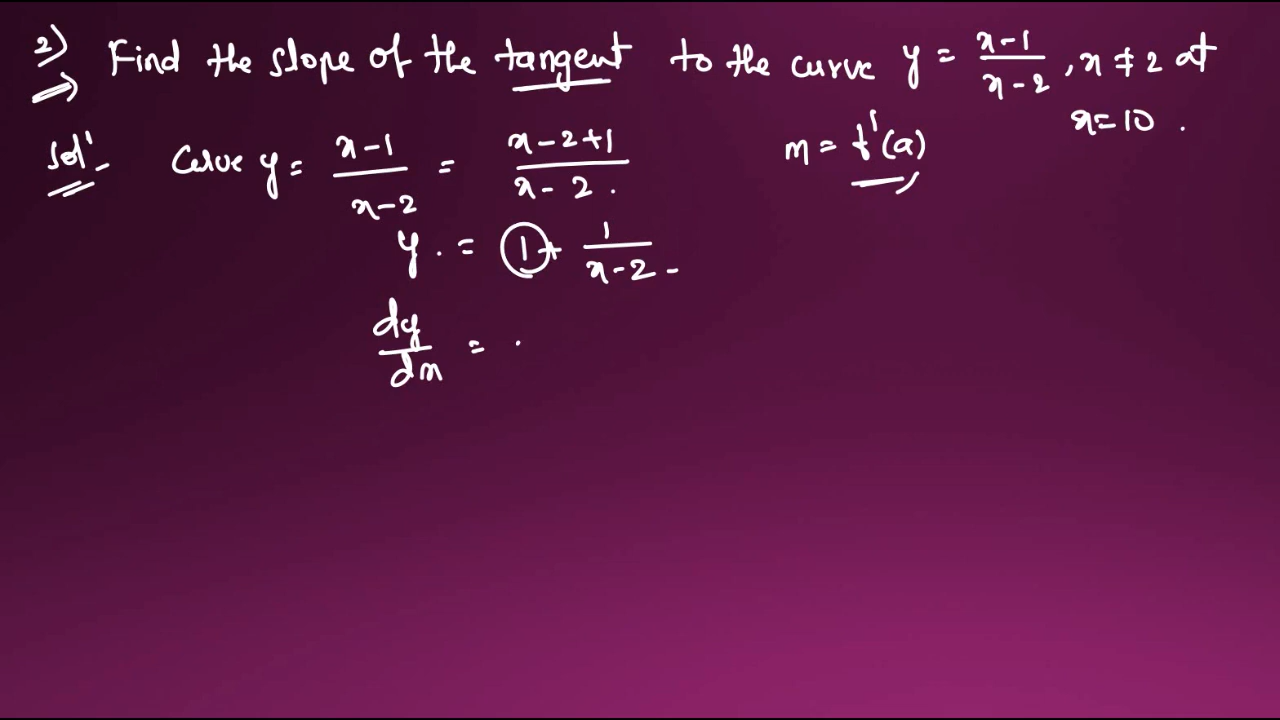 2) Find the slope of the tangent to the curve y = (x-1)/(x-2), x ≠ 2 at
x = 10.
Sol'- Curve y = (x-1)/(x-2) = (x-2+1)/(x-2).
m = f'(a)
y. = 1 + 1/(x-2) -
dy/dx = .